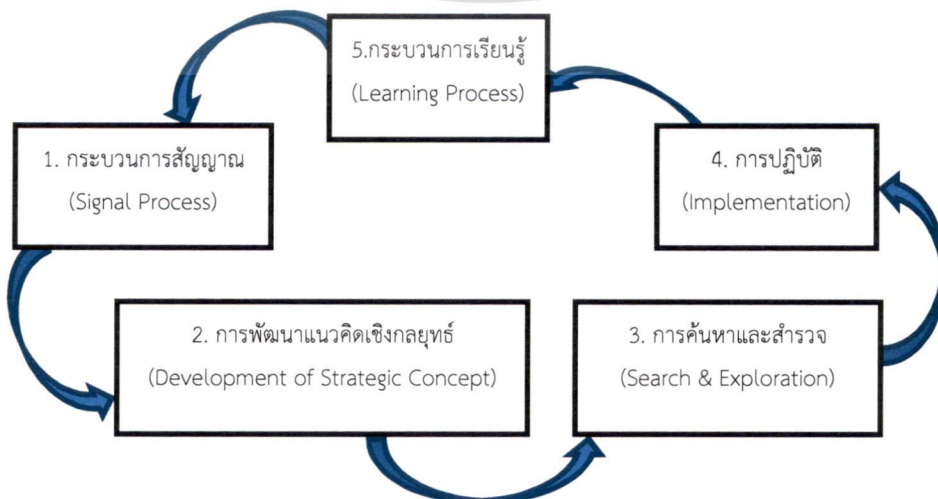 5.กระบวนการเรียนรู้
(Learning Process)
1. กระบวนการสัญญาณ
(Signal Process)
4. การปฏิบัติ
(Implementation)
2. การพัฒนาแนวคิดเชิงกลยุทธ์
(Development of Strategic Concept)
3. การค้นหาและสำรวจ
(Search & Exploration)